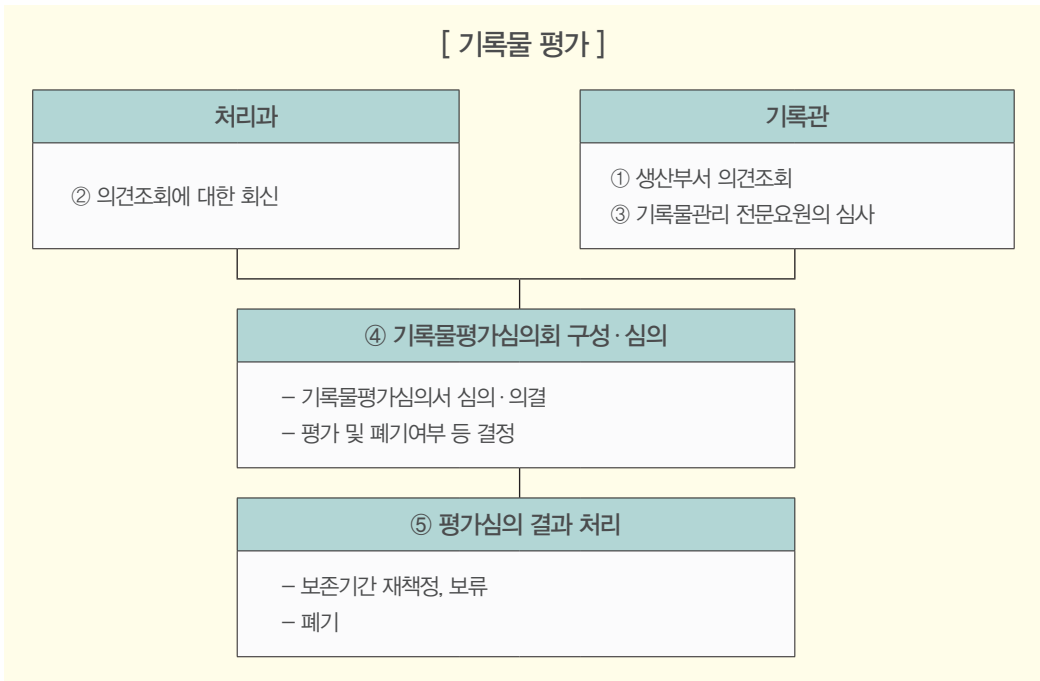 [ 기록물 평가 ]
처리과
② 의견조회에 대한 회신
기록관
① 생산부서 의견조회
③ 기록물관리 전문요원의 심사
④ 기록물평가심의회 구성·심의
– 기록물평가심의서 심의·의결
– 평가 및 폐기여부 등 결정
⑤ 평가심의 결과 처리
– 보존기간 재책정, 보류
– 폐기